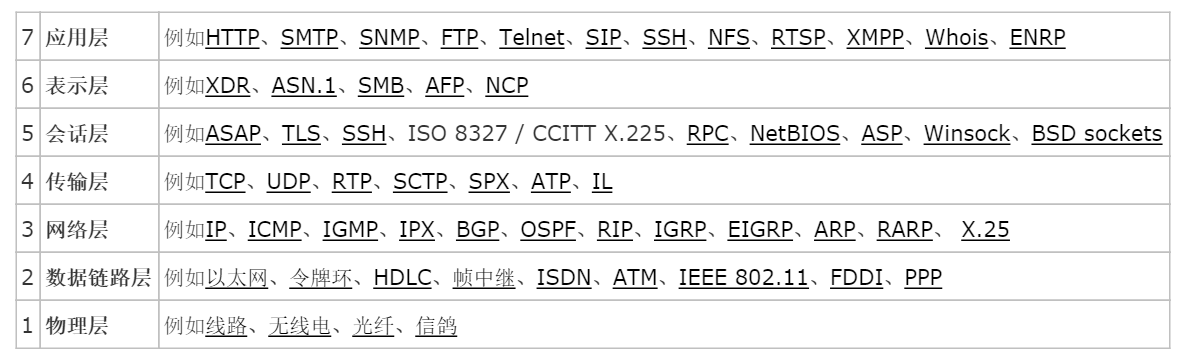 7 应用层 例如HTTP、SMTP、SNMP、FTP、Telnet、SIP、SSH、NFS、RTSP、XMPP、Whois、ENRP
6 表示层 例如XDR、ASN.1、SMB、AFP、NCP
5 会话层 例如ASAP、TLS、SSH、ISO 8327 / CCITT X.225、RPC、NetBIOS、ASP、Winsock、BSD sockets
4 传输层 例如TCP、UDP、RTP、SCTP、SPX、ATP、IL
3 网络层 例如IP、ICMP、IGMP、IPX、BGP、OSPF、RIP、IGRP、EIGRP、ARP、RARP、 X.25
2 数据链路层 例如以太网、令牌环、HDLC、帧中继、ISDN、ATM、IEEE 802.11、FDDI、PPP
1 物理层 例如线路、无线电、光纤、信鸽